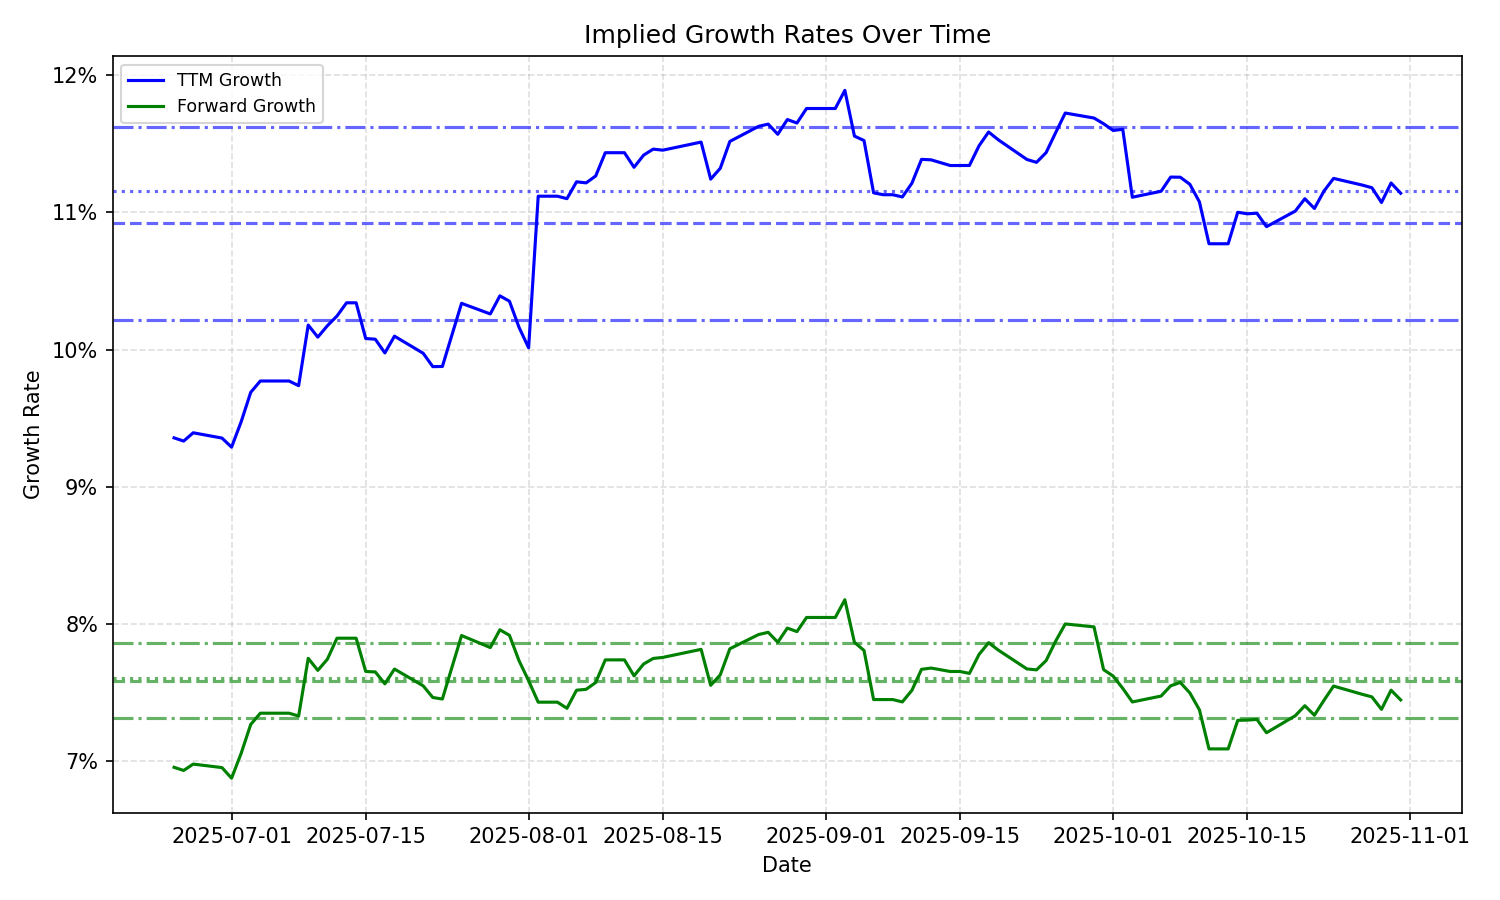 Implied Growth Rates Over Time
TTM Growth
Forward Growth
12%
11%
10%
9%
8%
7%
Growth Rate
2025-07-01 2025-07-15 2025-08-01 2025-08-15 2025-09-01 2025-09-15 2025-10-01 2025-10-15 2025-11-01
Date